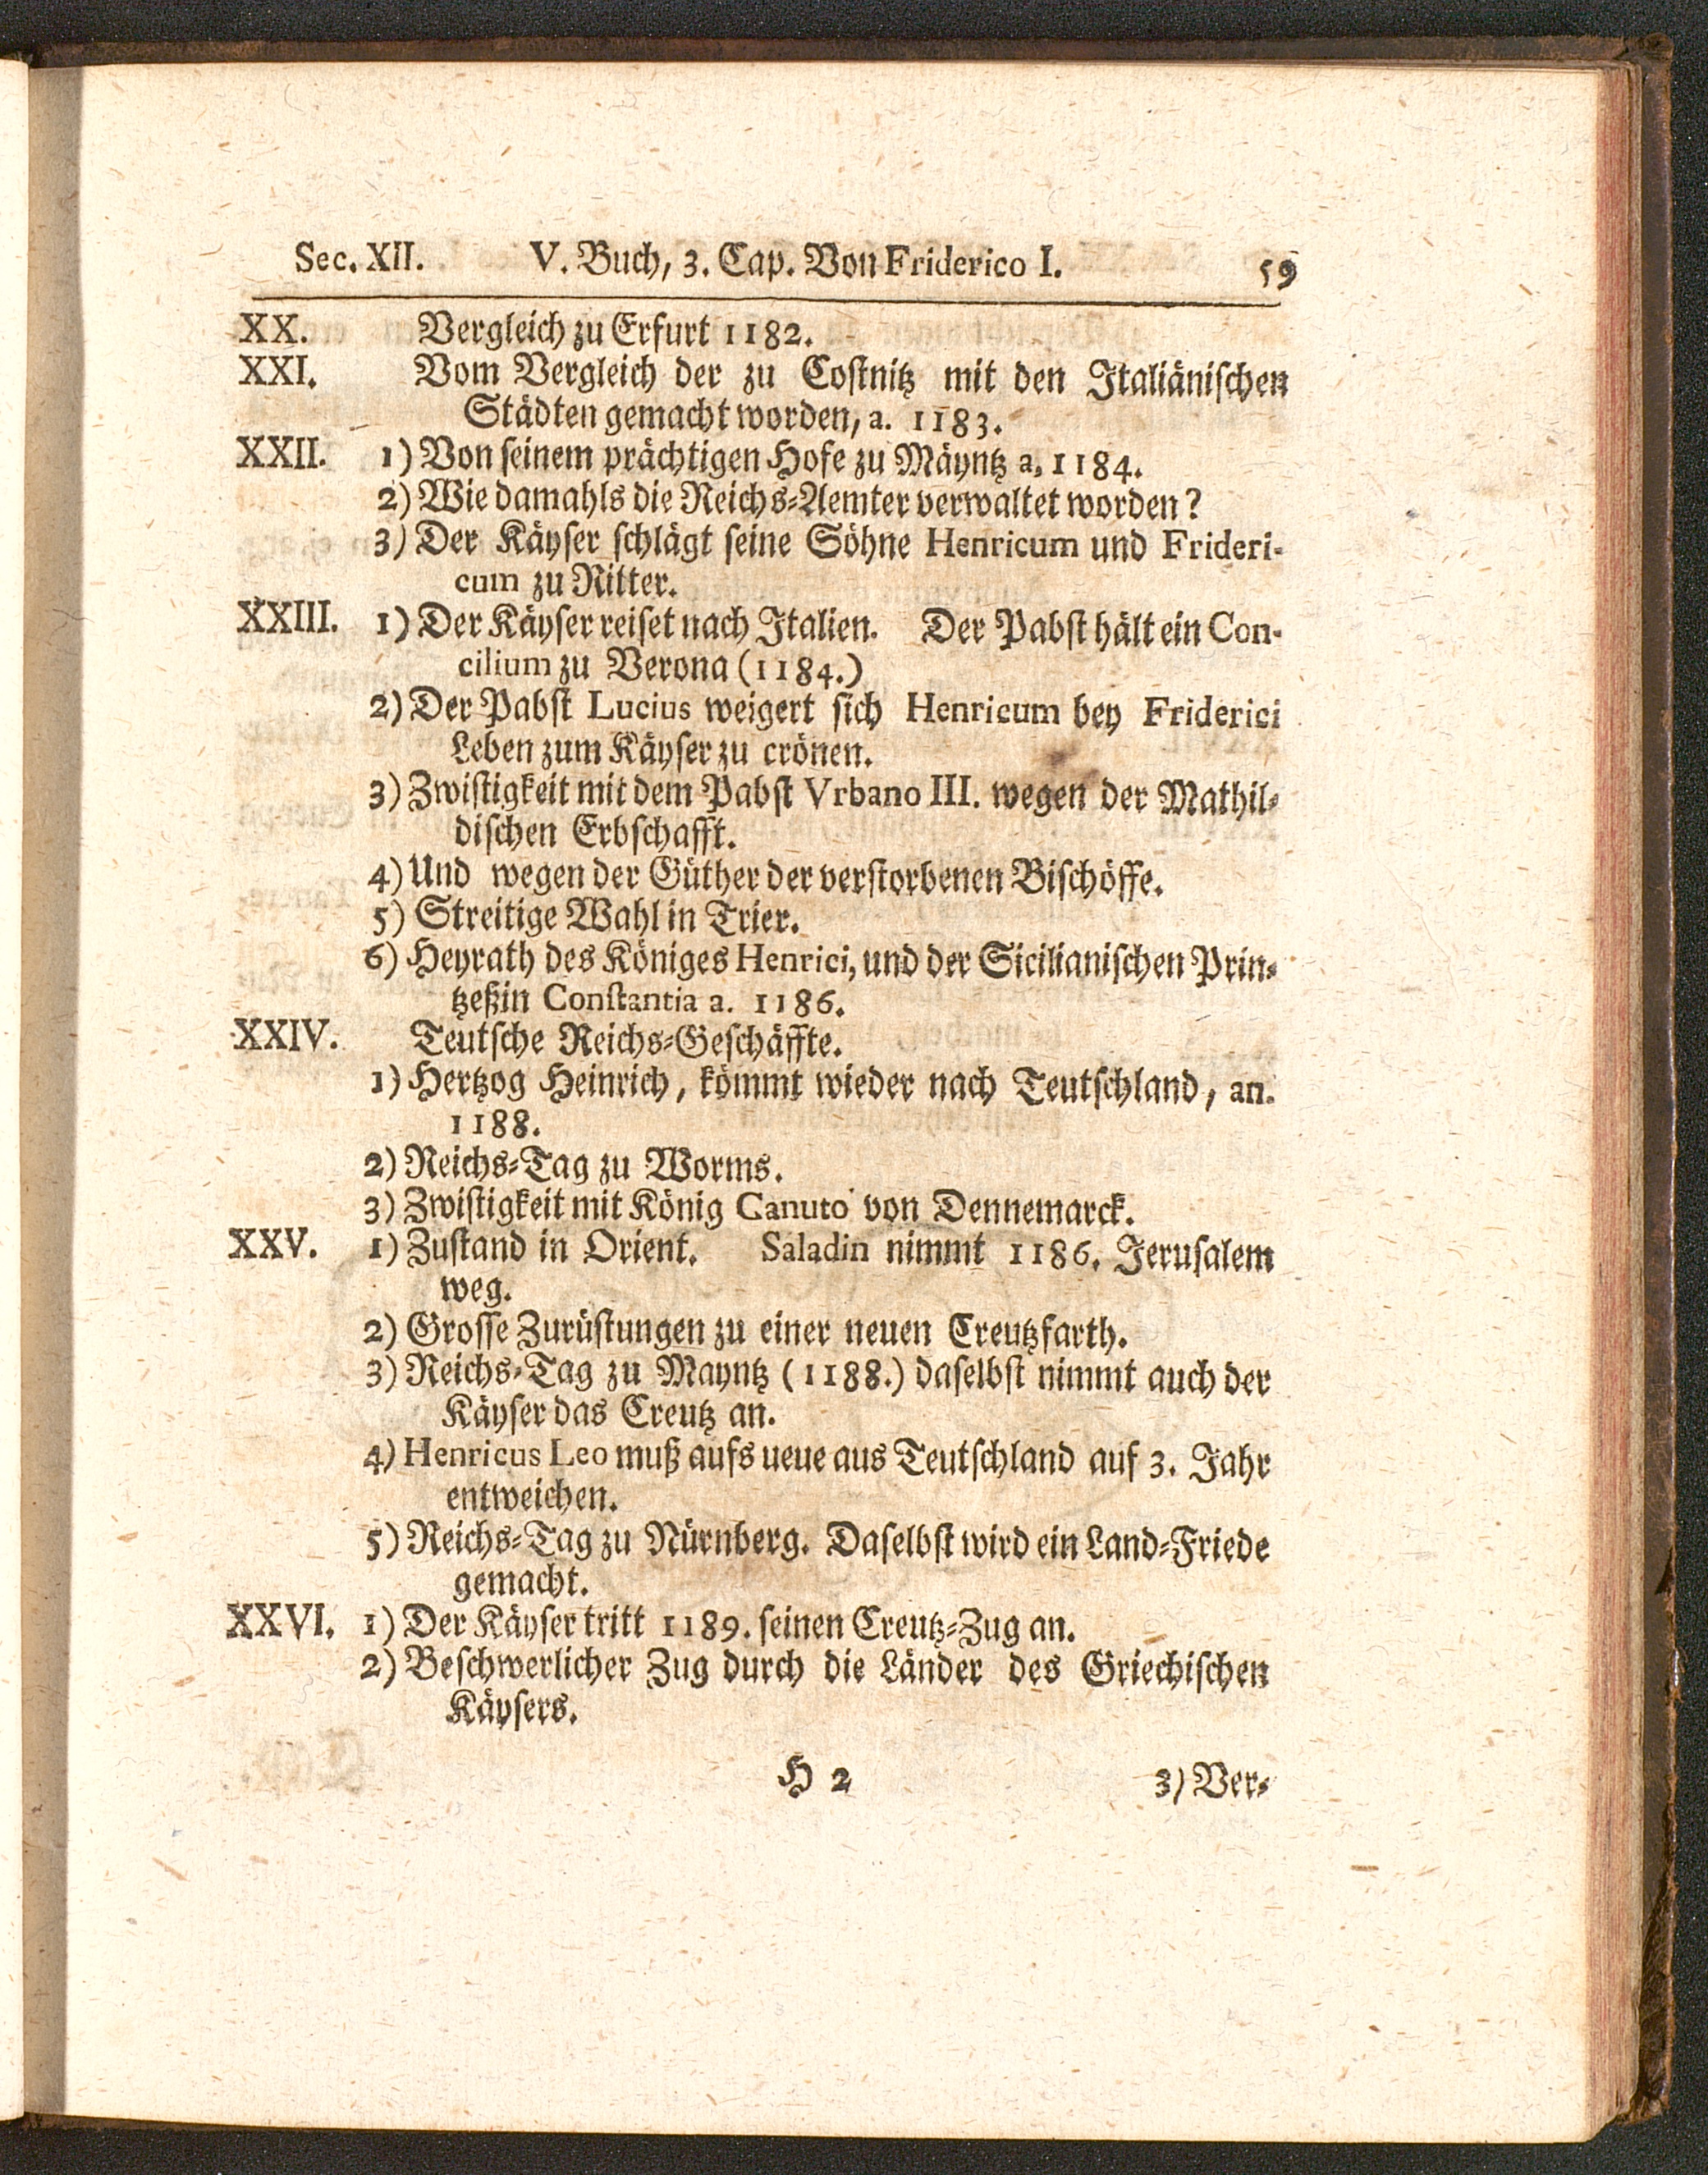 Sec. XII. V. Buch, 3. Cap. Von Friderico I. 59
XX. Vergleich zu Erfurt 1182.
XXI. Vom Vergleich der zu Costnitz mit den Italiänischen
Städten gemacht worden, a. 1183.
XXII. 1) Von seinem prächtigen Hofe zu Mäyntz a. 1184.
2) Wie damahls die Reichs-Aemter verwaltet worden?
3) Der Käyser schlägt seine Söhne Henricum und Frideri-
cum zu Ritter.
XXIII. 1) Der Käyser reiset nach Italien. Der Pabst hält ein Con-
cilium zu Verona (1184.)
2) Der Pabst Lucius weigert sich Henricum bey Friderici
Leben zum Käyser zu crönen.
3) Zwistigkeit mit dem Pabst Vrbano III. wegen der Mathil-
dischen Erbschafft.
4) Und wegen der Güther der verstorbenen Bischöffe.
5) Streitige Wahl in Trier.
6) Heyrath des Königes Henrici, und der Sicilianischen Prin-
tzeßin Constantia a. 1186.
XXIV. Teutsche Reichs-Geschäffte.
1) Hertzog Heinrich, kömmt wieder nach Teutschland, an.
1188.
2) Reichs-Tag zu Worms.
3) Zwistigkeit mit König Canuto von Dennemarck.
XXV. 1) Zustand in Orient. Saladin nimmt 1186. Jerusalem
weg.
2) Grosse Zurüstungen zu einer neuen Creutzfarth.
3) Reichs-Tag zu Mayntz (1188.) daselbst nimmt auch der
Käyser das Creutz an.
4) Henricus Leo muß aufs ueue aus Teutschland auf 3. Jahr
entweichen.
5) Reichs-Tag zu Nürnberg. Daselbst wird ein Land-Friede
gemacht.
XXVI. 1) Der Käyser tritt 1189. seinen Creutz-Zug an.
2) Beschwerlicher Zug durch die Länder des Griechischen
Käysers.
H 2 3) Ver-